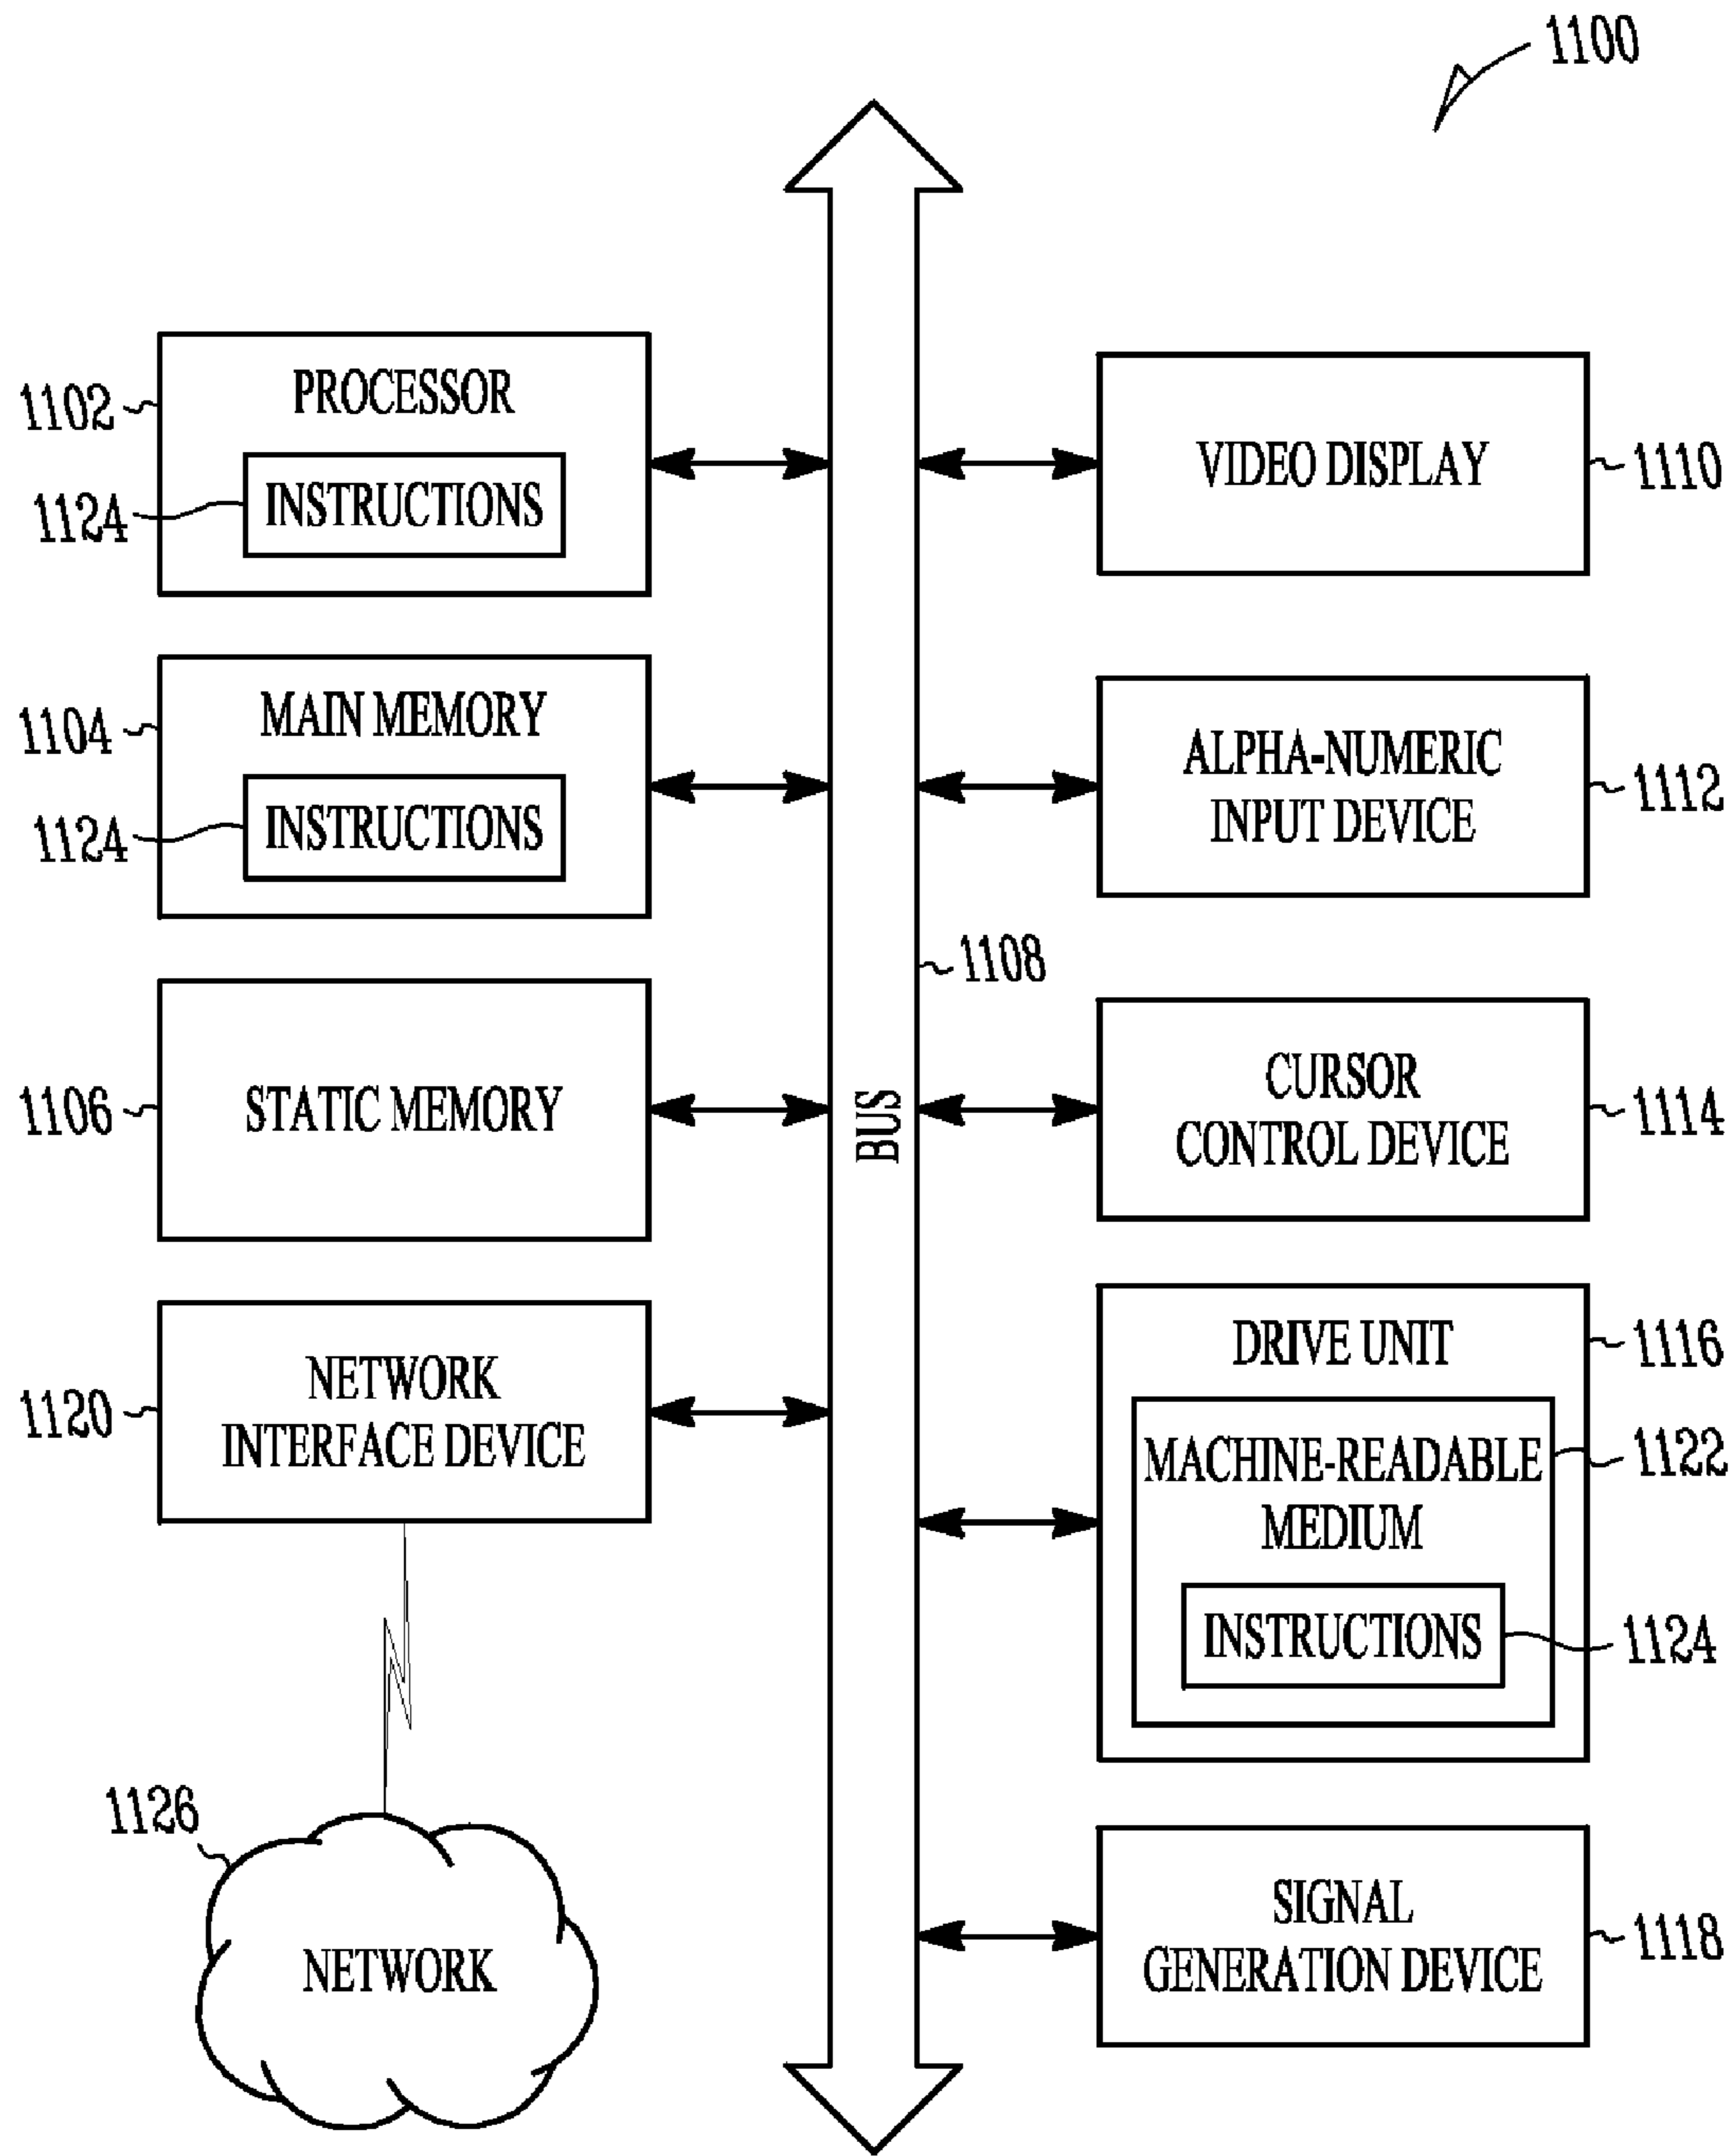 1100
1102
PROCESSOR
1124
INSTRUCTIONS
1104
MAIN MEMORY
1124
INSTRUCTIONS
1106
STATIC MEMORY
1120
NETWORK
INTERFACE DEVICE
1126
NETWORK
BUS
1108
VIDEO DISPLAY
1110
ALPHA-NUMERIC
INPUT DEVICE
1112
CURSOR
CONTROL DEVICE
1114
DRIVE UNIT
1116
MACHINE-READABLE
MEDIUM
1122
INSTRUCTIONS
1124
SIGNAL
GENERATION DEVICE
1118